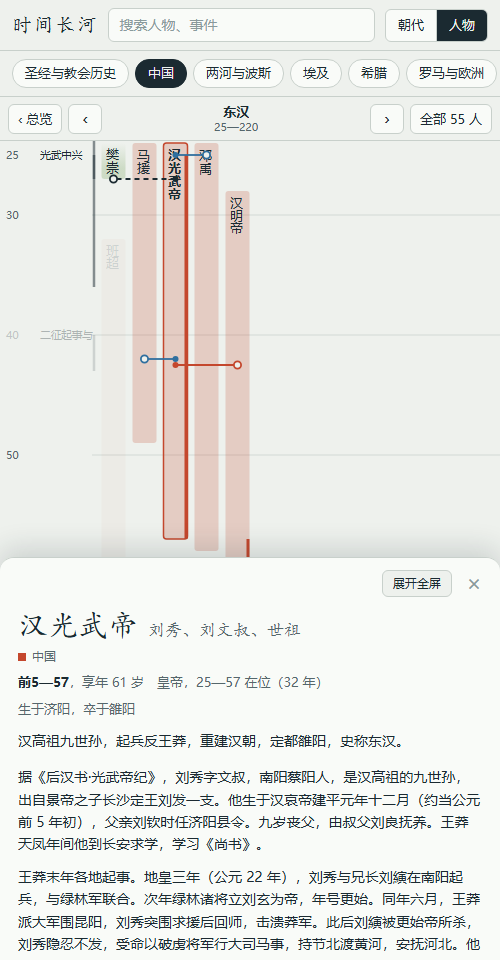 时间长河
搜索人物、事件
朝代
人物
圣经与教会历史
中国
两河与波斯
埃及
希腊
罗马与欧洲
‹ 总览
‹
东汉
25—220
›
全部 55 人
25
光武中兴
樊崇
马援
汉光武帝
邓禹
汉明帝
30
班超
40
二征起事与
50
展开全屏
×
汉光武帝 刘秀、刘文叔、世祖
中国
前5—57，享年 61 岁 皇帝，25—57 在位（32 年）
生于济阳，卒于雒阳
汉高祖九世孙，起兵反王莽，重建汉朝，定都雒阳，史称东汉。
据《后汉书·光武帝纪》，刘秀字文叔，南阳蔡阳人，是汉高祖的九世孙，
出自景帝之子长沙定王刘发一支。他生于汉哀帝建平元年十二月（约当公元
前 5 年初），父亲刘钦时任济阳县令。九岁丧父，由叔父刘良抚养。王莽
天凤年间他到长安求学，学习《尚书》。
王莽末年各地起事。地皇三年（公元 22 年），刘秀与兄长刘縯在南阳起
兵，与绿林军联合。次年绿林诸将立刘玄为帝，年号更始。同年六月，王莽
派大军围昆阳，刘秀突围求援后回师，击溃莽军。此后刘縯被更始帝所杀，
刘秀隐忍不发，受命以破虏将军行大司马事，持节北渡黄河，安抚河北。他